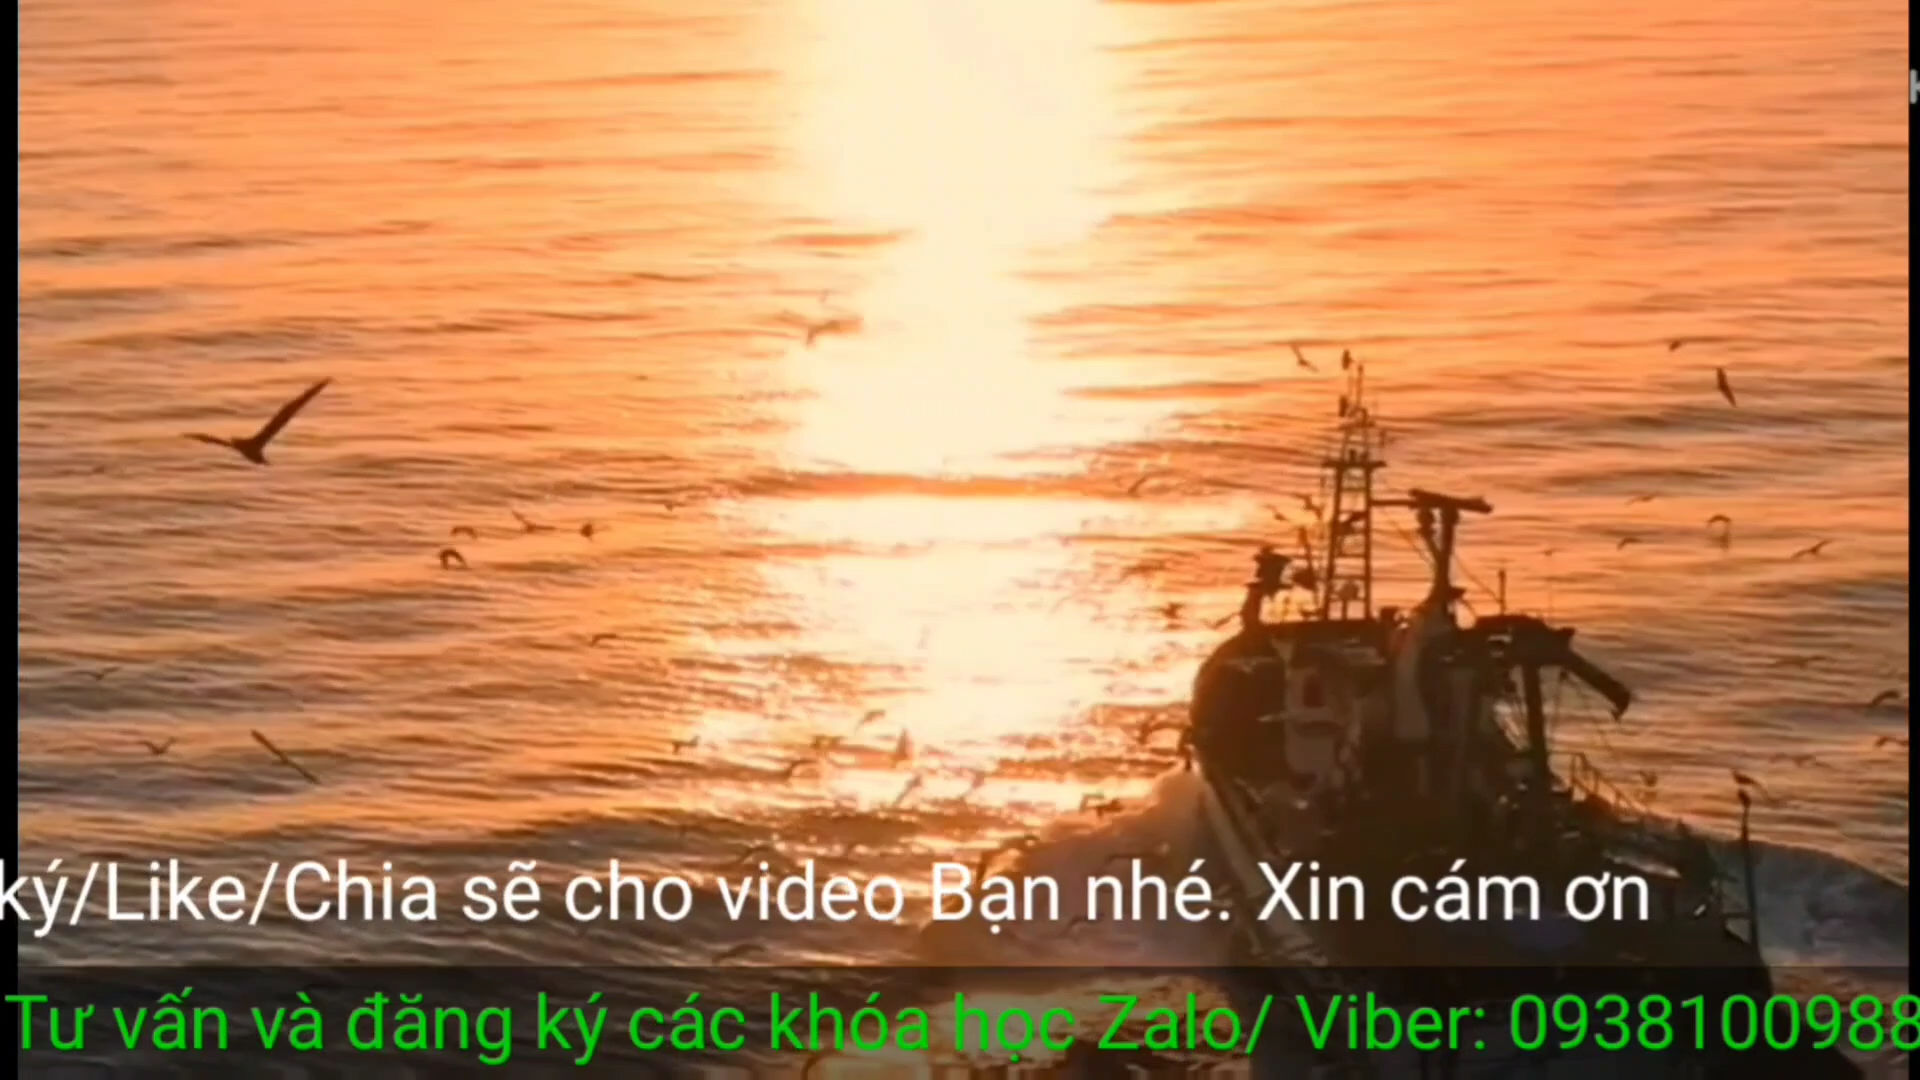 ký/Like/Chia sẽ cho video Bạn nhé. Xin cám ơn
Tư vấn và đăng ký các khóa học Zalo/ Viber: 0938100988